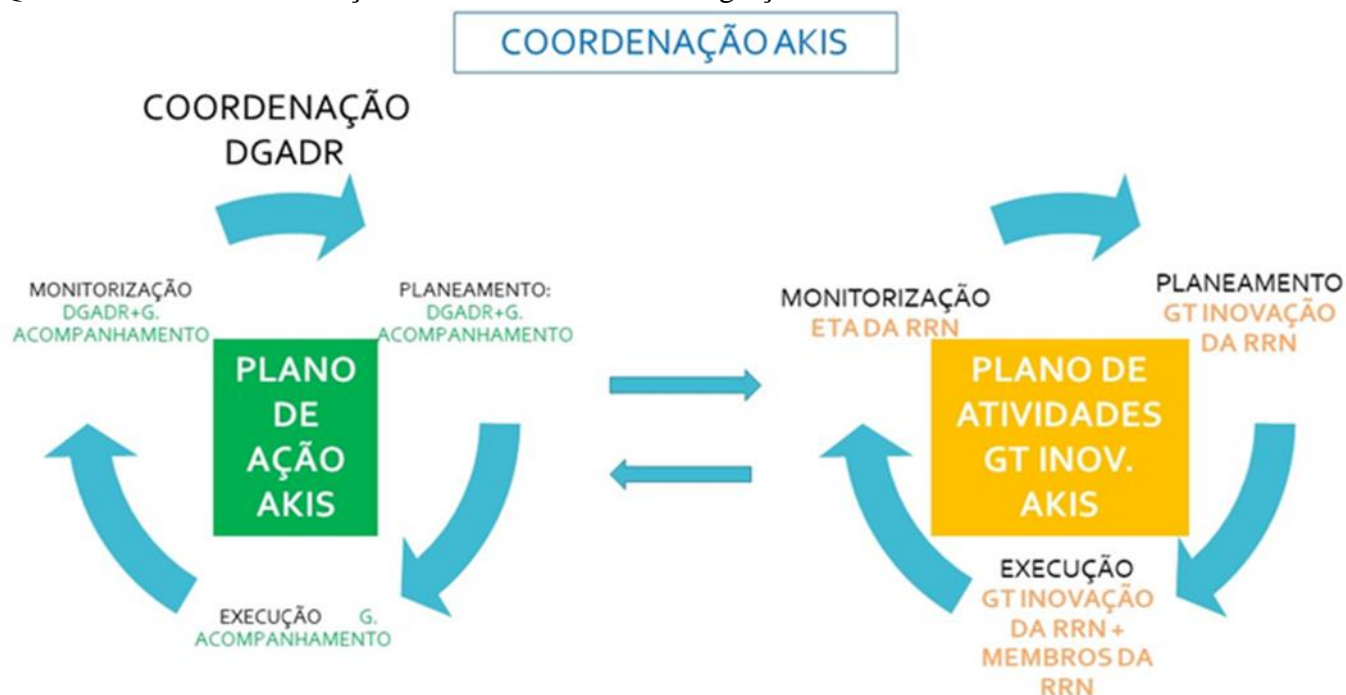 COORDENAÇÃO AKIS
COORDENAÇÃO
DGADR
MONITORIZAÇÃO
DGADR+G.
ACOMPANHAMENTO
PLANEAMENTO:
DGADR+G.
ACOMPANHAMENTO
PLANO
DE
AÇÃO
AKIS
EXECUÇÃO G.
ACOMPANHAMENTO
MONITORIZAÇÃO
ETA DA RRN
PLANEAMENTO
GT INOVAÇÃO
DA RRN
PLANO DE
ATIVIDADES
GT INOV.
AKIS
EXECUÇÃO
GT INOVAÇÃO
DA RRN +
MEMBROS DA
RRN